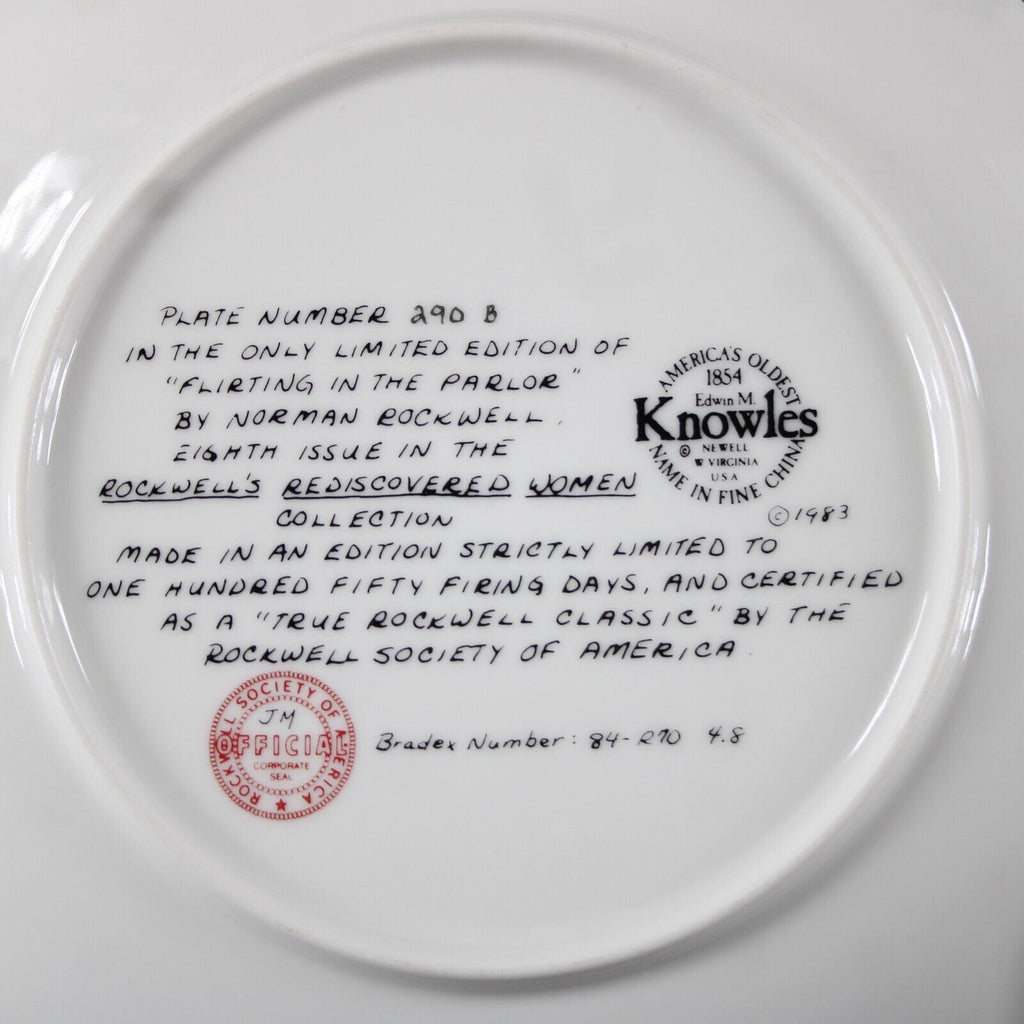 PLATE NUMBER 290 B
IN THE ONLY LIMITED EDITION OF
"FLIRTING IN THE PARLOR"
BY NORMAN ROCKWELL.
EIGHTH ISSUE IN THE
ROCKWELL'S REDISCOVERED WOMEN
COLLECTION
MADE IN AN EDITION STRICTLY LIMITED TO
ONE HUNDRED FIFTY FIRING DAYS, AND CERTIFIED
AS A "TRUE ROCKWELL CLASSIC" BY THE
ROCKWELL SOCIETY OF AMERICA
AMERICA'S OLDEST
1854
Edwin M.
Knowles
© NEWELL
W VIRGINIA
USA
NAME IN FINE CHINA
©1983
ROCKWELL SOCIETY OF AMERICA
JM
OFFICIAL
CORPORATE
SEAL
Bradex Number: 84-R70 4.8